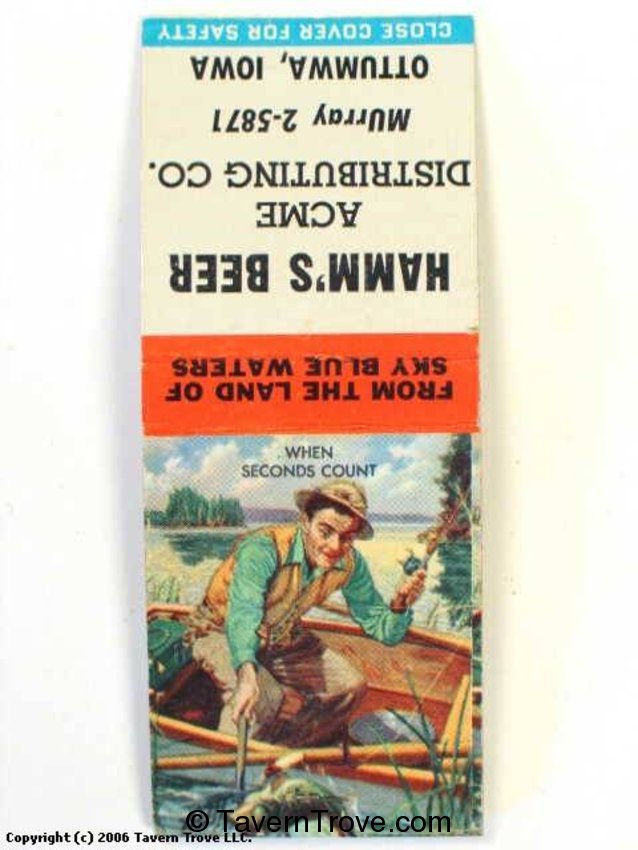 CLOSE COVER FOR SAFETY
OTTUMWA, IOWA
MUrray 2-5871
DISTRIBUTING CO.
ACME
HAMM'S BEER
SKY BLUE WATERS
FROM THE LAND OF
WHEN
SECONDS COUNT
© TavernTrove.com
Copyright (c) 2006 Tavern Trove LLC.